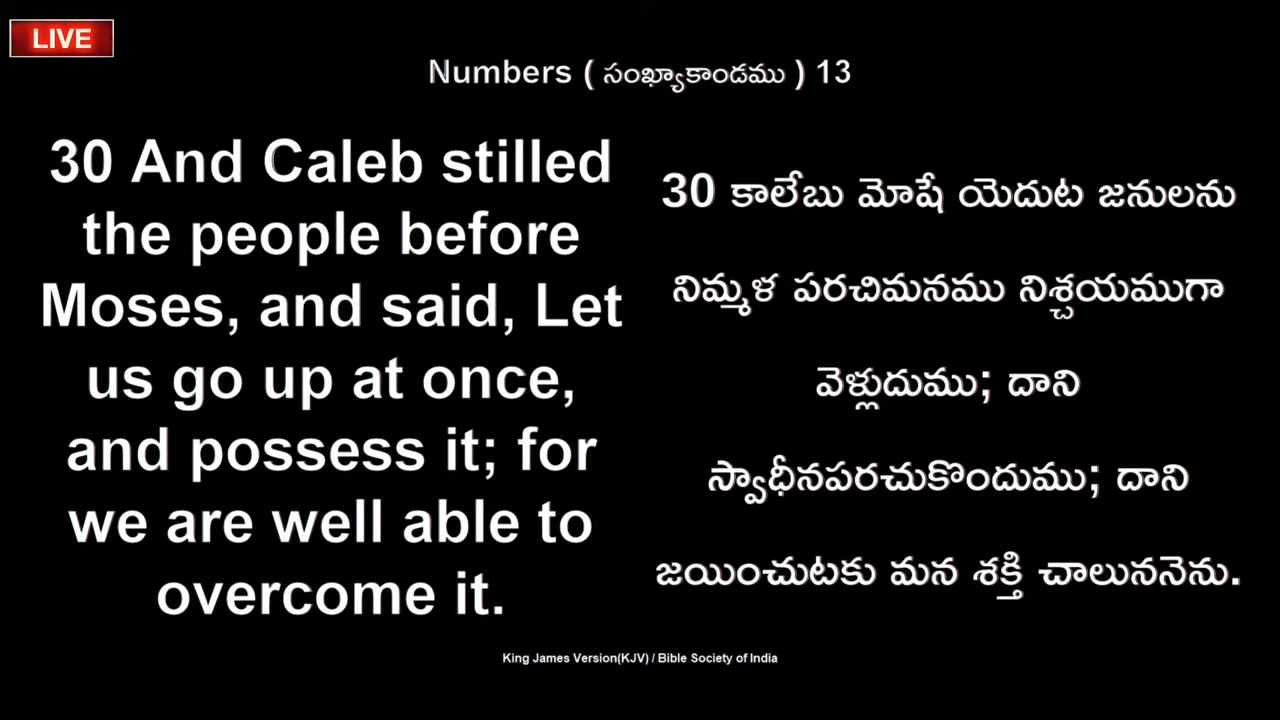 LIVE
Numbers ( సంఖ్యాకాండము ) 13
30 And Caleb stilled
the people before
Moses, and said, Let
us go up at once,
and possess it; for
we are well able to
overcome it.
30 కాలేబు మోషే యెదుట జనులను
నిమ్మళ పరచిమనము నిశ్చయముగా
వెళ్లుదుము; దాని
స్వాధీనపరచుకొందుము; దాని
జయించుటకు మన శక్తి చాలుననెను.
King James Version(KJV) / Bible Society of India